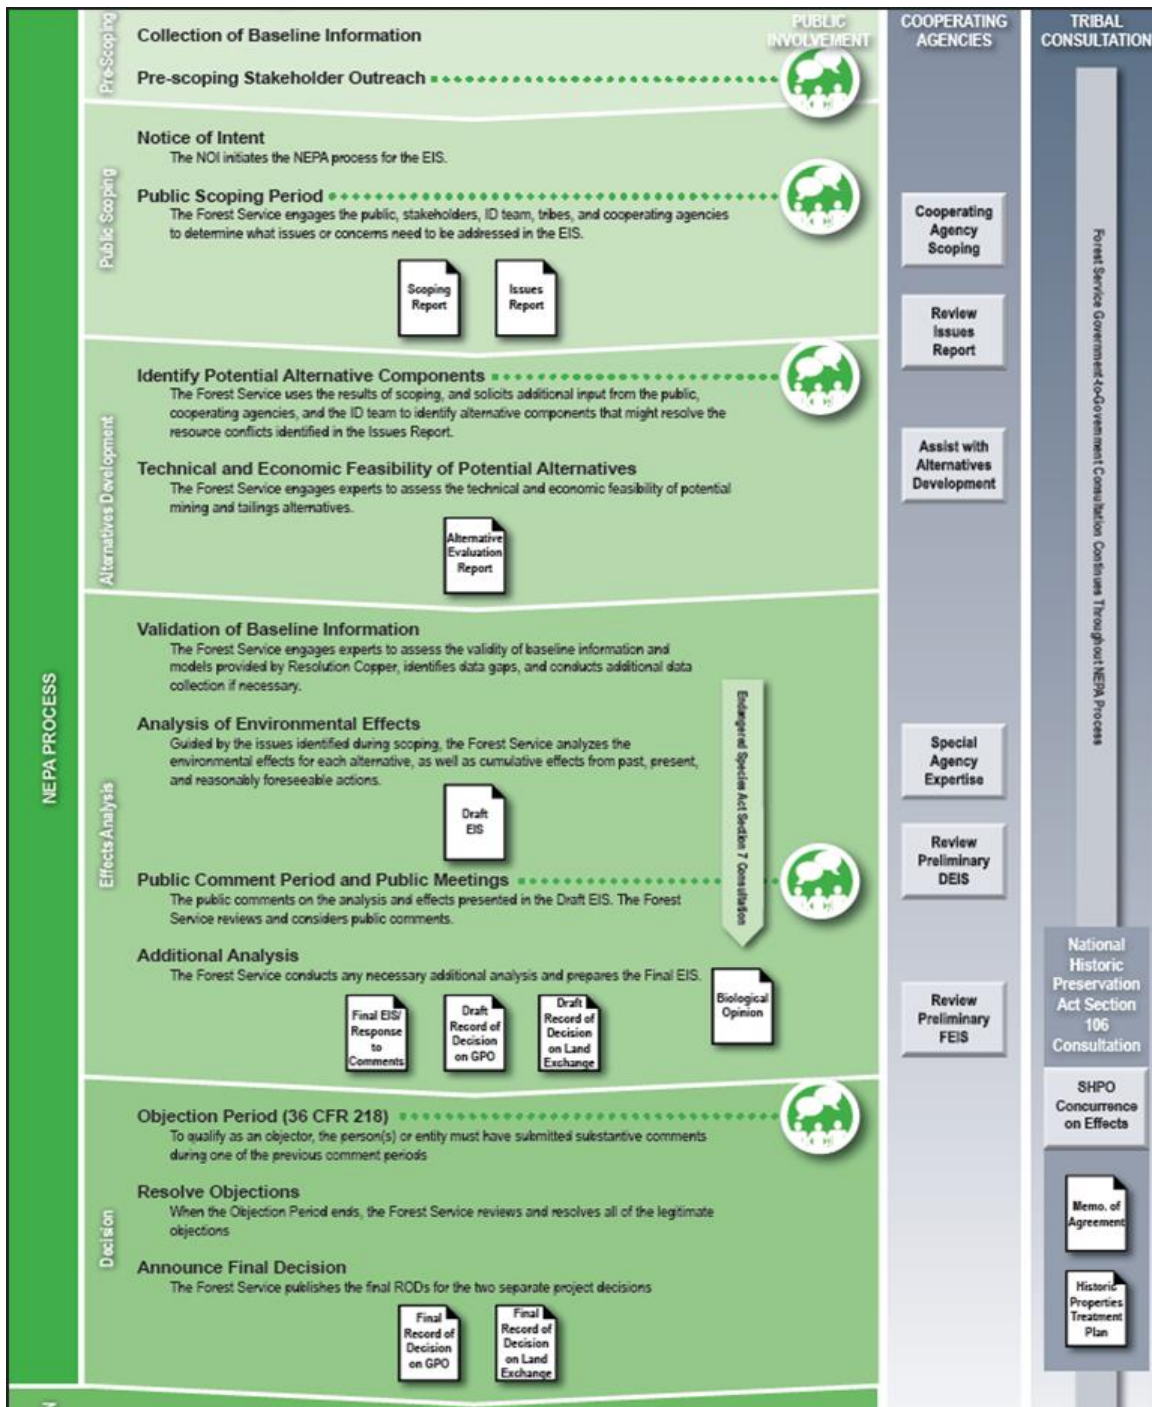 PUBLIC
INVOLVEMENT
COOPERATING
AGENCIES
TRIBAL
CONSULTATION
NEPA PROCESS
Pre-Scoping
Collection of Baseline Information
Pre-scoping Stakeholder Outreach
Public Scoping
Notice of Intent
The NOI initiates the NEPA process for the EIS.
Public Scoping Period
The Forest Service engages the public, stakeholders, ID team, tribes, and cooperating agencies
to determine what issues or concerns need to be addressed in the EIS.
Scoping
Report
Issues
Report
Alternatives Development
Identify Potential Alternative Components
The Forest Service uses the results of scoping, and solicits additional input from the public,
cooperating agencies, and the ID team to identify alternative components that might resolve the
resource conflicts identified in the Issues Report.
Technical and Economic Feasibility of Potential Alternatives
The Forest Service engages experts to assess the technical and economic feasibility of potential
mining and tailings alternatives.
Alternative
Evaluation
Report
Effects Analysis
Validation of Baseline Information
The Forest Service engages experts to assess the validity of baseline information and
models provided by Resolution Copper, identifies data gaps, and conducts additional data
collection if necessary.
Analysis of Environmental Effects
Guided by the issues identified during scoping, the Forest Service analyzes the
environmental effects for each alternative, as well as cumulative effects from past, present,
and reasonably foreseeable actions.
Draft
EIS
Public Comment Period and Public Meetings
The public comments on the analysis and effects presented in the Draft EIS. The Forest
Service reviews and considers public comments.
Additional Analysis
The Forest Service conducts any necessary additional analysis and prepares the Final EIS.
Final EIS/
Response
to
Comments
Draft
Record of
Decision
on GPO
Draft
Record of
Decision
on Land
Exchange
Endangered Species Act Section 7 Consultation
Biological
Opinion
Decision
Objection Period (36 CFR 218)
To qualify as an objector, the person(s) or entity must have submitted substantive comments
during one of the previous comment periods
Resolve Objections
When the Objection Period ends, the Forest Service reviews and resolves all of the legitimate
objections
Announce Final Decision
The Forest Service publishes the final RODs for the two separate project decisions
Final
Record of
Decision
on GPO
Final
Record of
Decision
on Land
Exchange
Cooperating
Agency
Scoping
Review
Issues
Report
Assist with
Alternatives
Development
Special
Agency
Expertise
Review
Preliminary
DEIS
Review
Preliminary
FEIS
Forest Service Government-to-Government Consultation Continues Throughout NEPA Process
National
Historic
Preservation
Act Section
106
Consultation
SHPO
Concurrence
on Effects
Memo. of
Agreement
Historic
Properties
Treatment
Plan